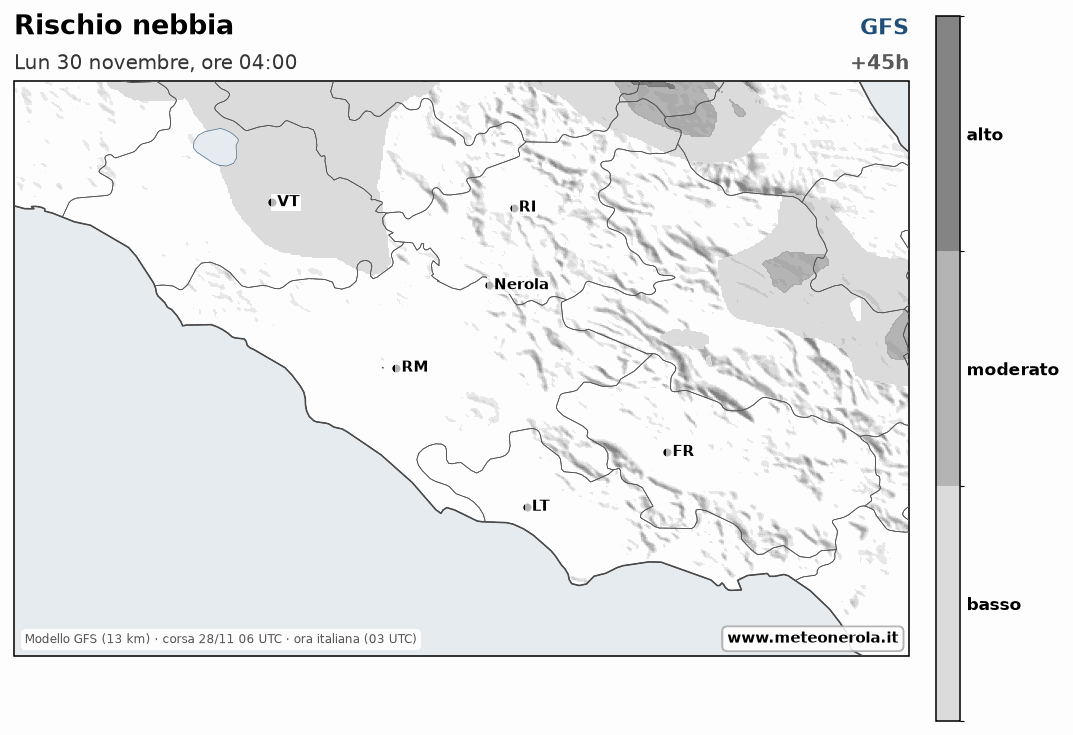 Rischio nebbia
GFS
Lun 30 novembre, ore 04:00
+45h
alto
VT
RI
Nerola
RM
moderato
FR
LT
basso
Modello GFS (13 km) · corsa 28/11 06 UTC · ora italiana (03 UTC)
www.meteonerola.it